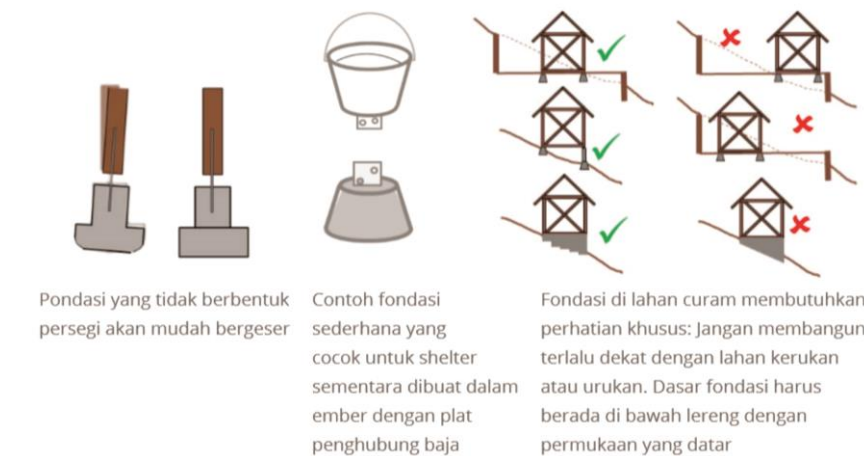 Pondasi yang tidak berbentuk
persegi akan mudah bergeser
Contoh fondasi
sederhana yang
cocok untuk shelter
sementara dibuat dalam
ember dengan plat
penghubung baja
Fondasi di lahan curam membutuhkan
perhatian khusus: Jangan membangun
terlalu dekat dengan lahan kerukan
atau urukan. Dasar fondasi harus
berada di bawah lereng dengan
permukaan yang datar